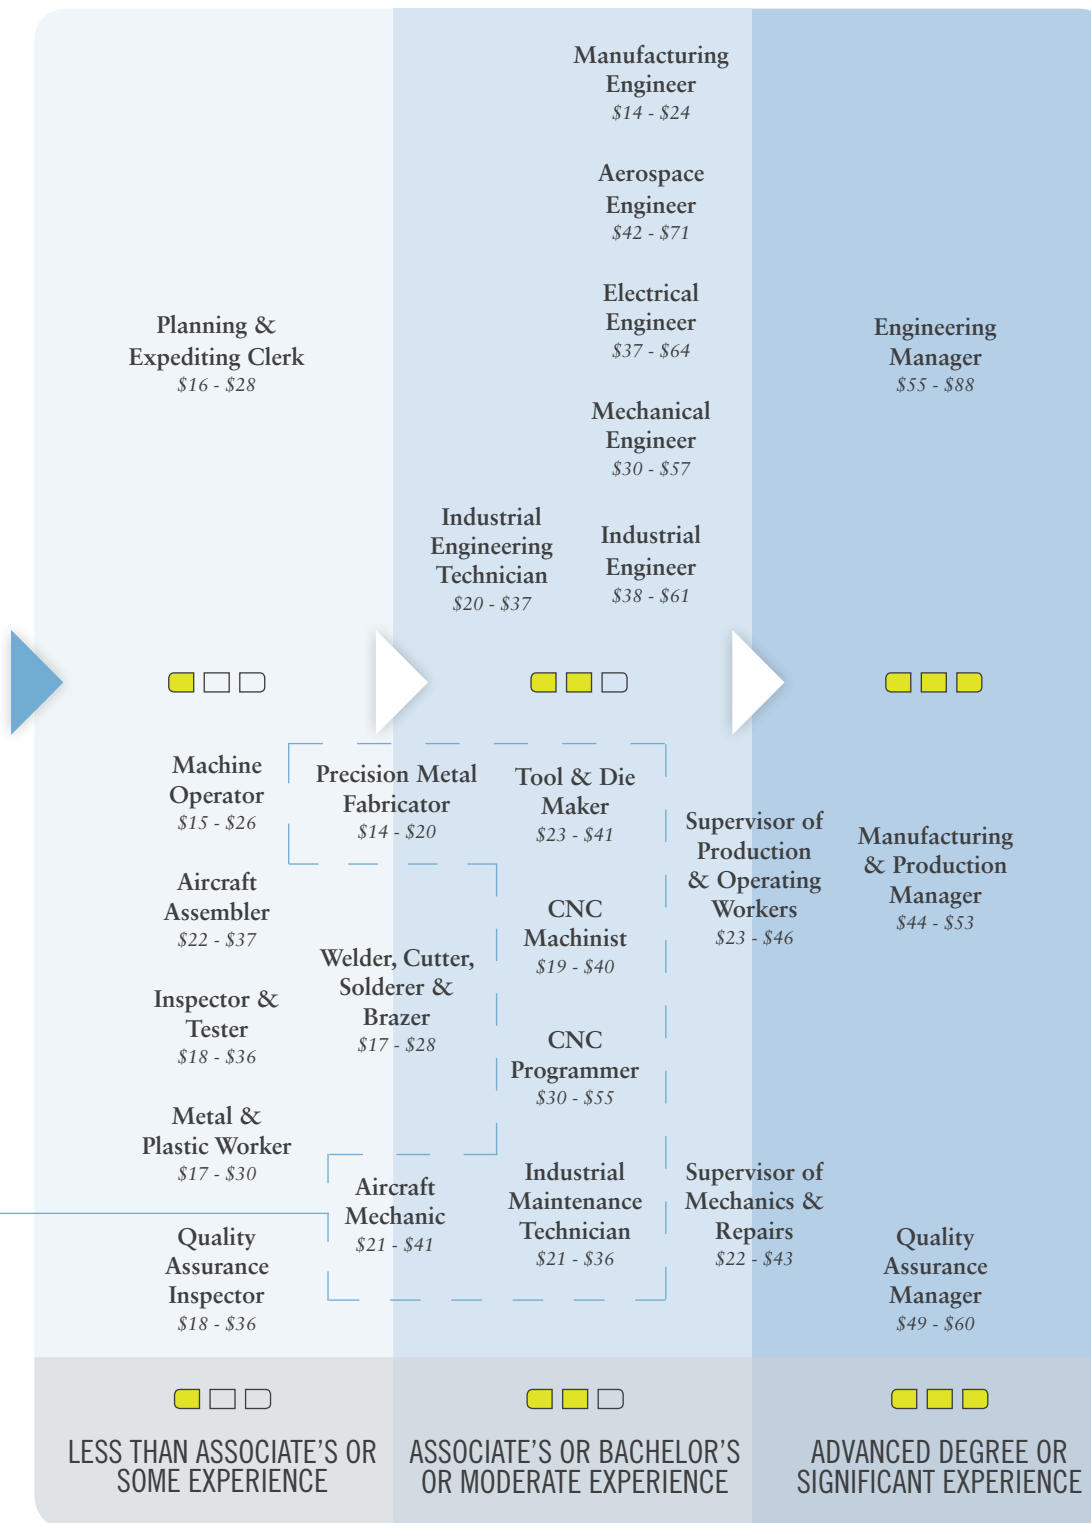 Manufacturing
Engineer
$14 - $24
Aerospace
Engineer
$42 - $71
Electrical
Engineer
$37 - $64
Mechanical
Engineer
$30 - $57
Industrial
Engineer
$38 - $61
Industrial
Engineering
Technician
$20 - $37
Planning &
Expediting Clerk
$16 - $28
Engineering
Manager
$55 - $88
Machine
Operator
$15 - $26
Aircraft
Assembler
$22 - $37
Inspector &
Tester
$18 - $36
Metal &
Plastic Worker
$17 - $30
Quality
Assurance
Inspector
$18 - $36
Precision Metal
Fabricator
$14 - $20
Welder, Cutter,
Solderer &
Brazer
$17 - $28
Aircraft
Mechanic
$21 - $41
Tool & Die
Maker
$23 - $41
CNC
Machinist
$19 - $40
CNC
Programmer
$30 - $55
Industrial
Maintenance
Technician
$21 - $36
Supervisor of
Production
& Operating
Workers
$23 - $46
Supervisor of
Mechanics &
Repairs
$22 - $43
Manufacturing
& Production
Manager
$44 - $53
Quality
Assurance
Manager
$49 - $60
LESS THAN ASSOCIATE'S OR
SOME EXPERIENCE
ASSOCIATE'S OR BACHELOR'S
OR MODERATE EXPERIENCE
ADVANCED DEGREE OR
SIGNIFICANT EXPERIENCE